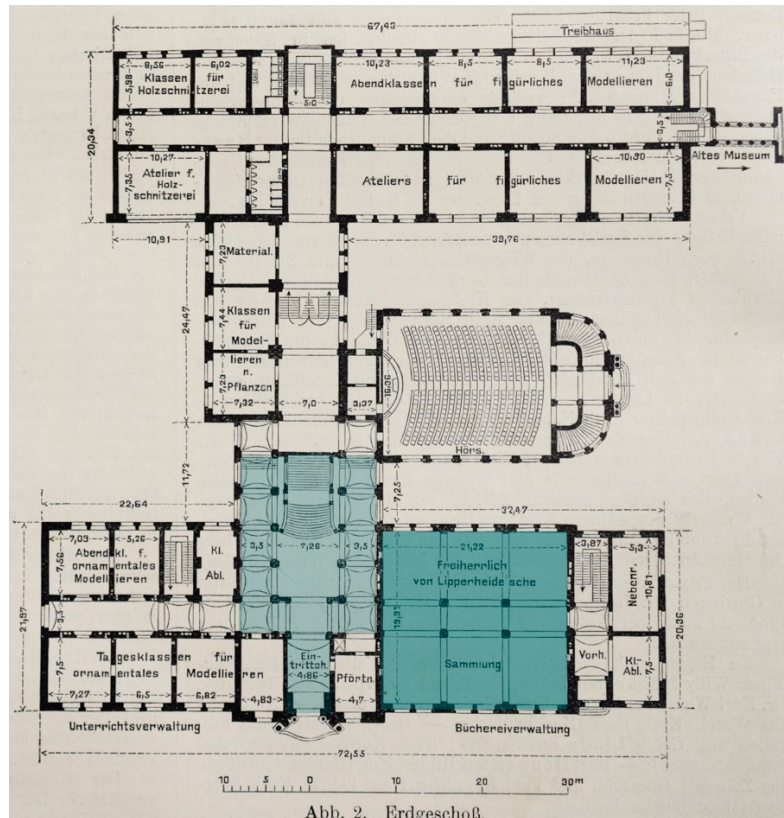 67,43
Treibhaus
8,56
6,02
10,23
8,5
8,5
11,23
Klassen für
Holzschnitzerei
5,98
5,0
Abendklassen für figürliches Modellieren
6,0
3,5
3,5
20,34
10,27
10,90
Altes Museum
Atelier f.
Holz-
schnitzerei
7,35
Ateliers für figürliches Modellieren
7,5
10,91
39,76
Material.
7,23
Klassen
für
Model-
lieren
n.
Pflanzen
7,44
7,23
24,47
7,32
7,0
3,37
16,06
Hörs.
11,72
7,25
22,64
32,47
7,03
5,26
Abendkl. f.
ornamentales
Modellieren
7,56
Kl.
Abl.
3,5
7,26
3,5
21,22
Freiherrlich
von Lipperheide'sche
Sammlung
19,91
3,87
5,3
Nebenr.
10,81
21,97
20,36
3,5
Tagesklassen für
ornamentales Modellieren
7,5
7,27
6,5
6,82
4,83
Ein-
trittsh.
4,86
Pförtn.
4,7
Vorh.
Kl-
Abl.
7,5
Unterrichtsverwaltung
Büchereiverwaltung
72,55
10
5
0
10
20
30m
Abb. 2. Erdgeschoß.